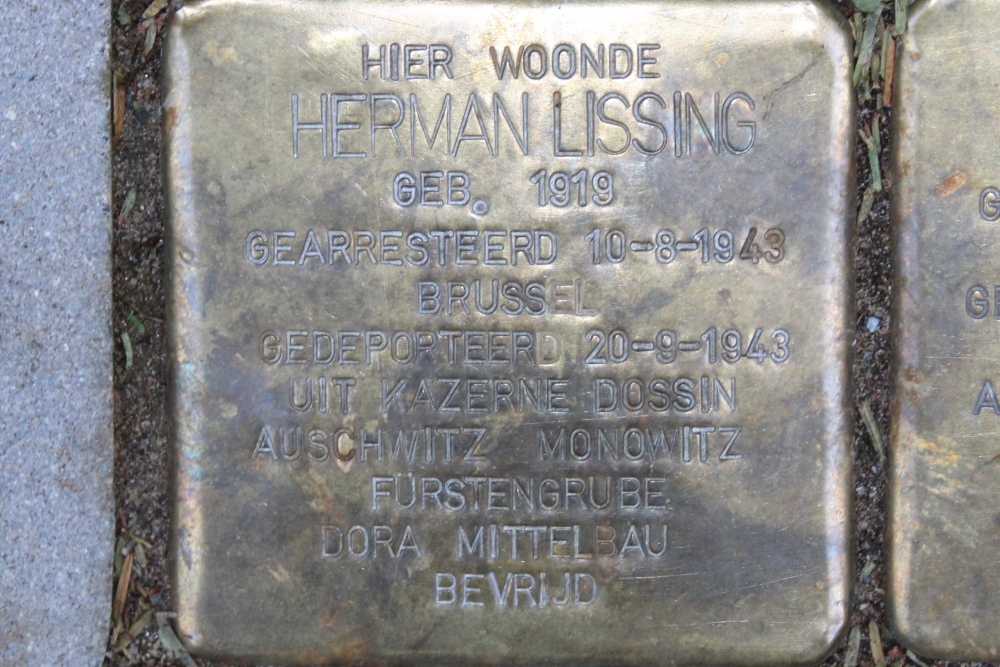 HIER WOONDE
HERMAN LISSING
GEB. 1919
GEARRESTEERD 10-8-1943
BRUSSEL
GEDEPORTEERD 20-9-1943
UIT KAZERNE DOSSIN
AUSCHWITZ MONOWITZ
FÜRSTENGRUBE
DORA MITTELBAU
BEVRIJD